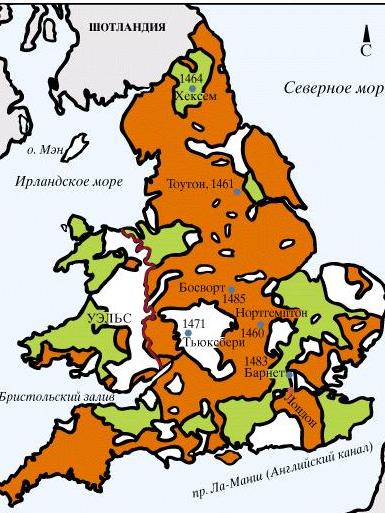 ШОТЛАНДИЯ
С
1464
Хексем
Северное мор
о. Мэн
Ирландское море
Тоутон, 1461
Босворт
1485
Нортгемптон
1460
УЭЛЬС
1471
Тьюксбери
1483
Барнет
Бристольский залив
Лондон
пр. Ла-Манш (Английский канал)